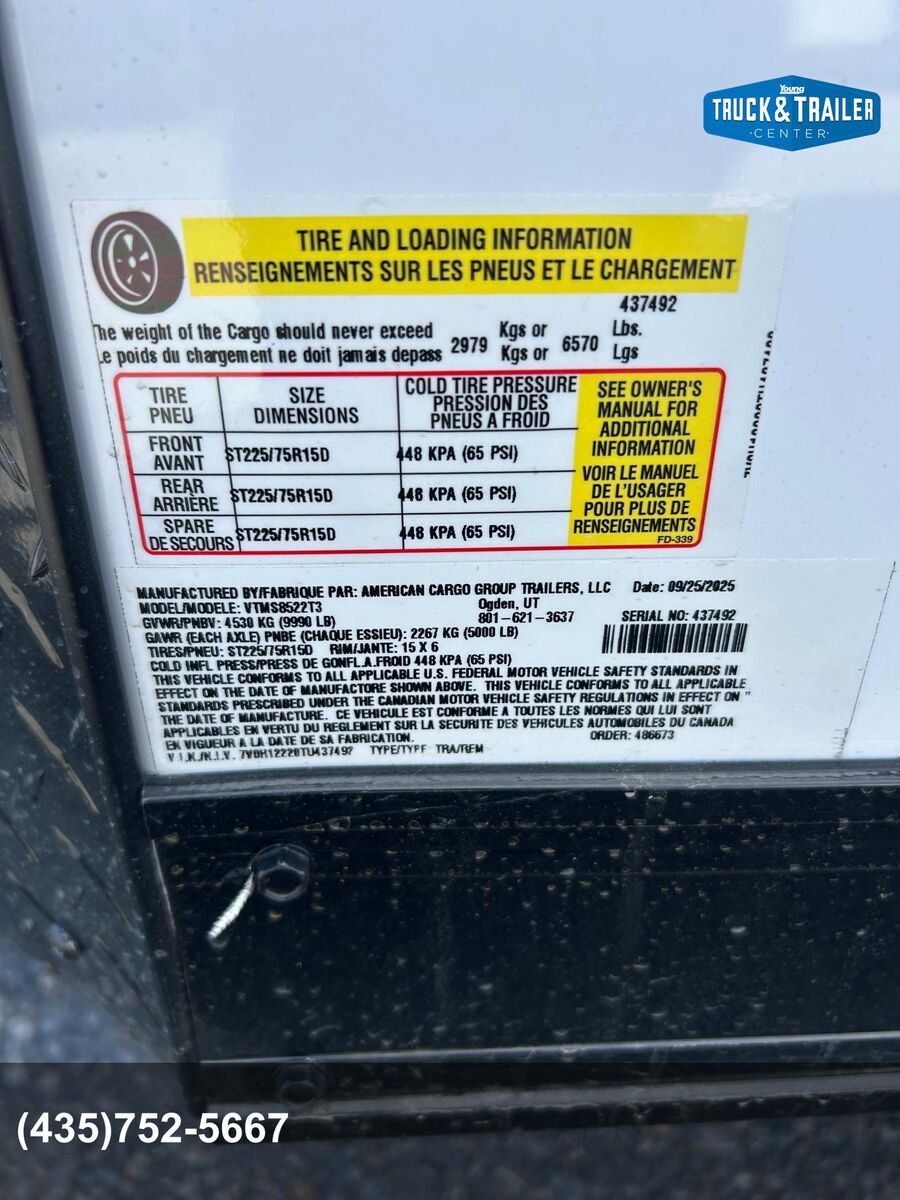 Young
TRUCK & TRAILER
CENTER
TIRE AND LOADING INFORMATION
RENSEIGNEMENTS SUR LES PNEUS ET LE CHARGEMENT
437492
The weight of the Cargo should never exceed 2979 Kgs or 6570 Lbs.
Le poids du chargement ne doit jamais depass Kgs or Lgs
TIRE PNEU
SIZE DIMENSIONS
COLD TIRE PRESSURE
PRESSION DES
PNEUS A FROID
FRONT AVANT ST225/75R15D 448 KPA (65 PSI)
REAR ARRIÈRE ST225/75R15D 448 KPA (65 PSI)
SPARE DE SECOURS ST225/75R15D 448 KPA (65 PSI)
SEE OWNER'S
MANUAL FOR
ADDITIONAL
INFORMATION
VOIR LE MANUEL
DE L'USAGER
POUR PLUS DE
RENSEIGNEMENTS
FD-339
MANUFACTURED BY/FABRIQUE PAR: AMERICAN CARGO GROUP TRAILERS, LLC Date: 09/25/2025
MODEL/MODELE: VTMS8522T3 Ogden, UT
GVWR/PNBV: 4530 KG (9990 LB) 801-621-3637 SERIAL NO: 437492
GAWR (EACH AXLE) PNBE (CHAQUE ESSIEU): 2267 KG (5000 LB)
TIRES/PNEU: ST225/75R15D RIM/JANTE: 15 X 6
COLD INFL PRESS/PRESS DE GONFL.A.FROID 448 KPA (65 PSI)
THIS VEHICLE CONFORMS TO ALL APPLICABLE U.S. FEDERAL MOTOR VEHICLE SAFETY STANDARDS IN
EFFECT ON THE DATE OF MANUFACTORE SHOWN ABOVE. THIS VEHICLE CONFORMS TO ALL APPLICABLE
STANDARDS PRESCRIBED UNDER THE CANADIAN MOTOR VEHICLE SAFETY REGULATIONS IN EFFECT ON "
THE DATE OF MANUFACTURE. CE VEHICULE EST CONFORME A TOUTES LES NORMES QUI LUI SONT
APPLICABLES EN VERTU DU REGLEMENT SUR LA SECURITE DES VEHICULES AUTOMOBILES DU CANADA
EN VIGUEUR A LA DATE DE SA FABRICATION. ORDER: 486673
TYPE/TYPE: TRA/REM
(435)752-5667